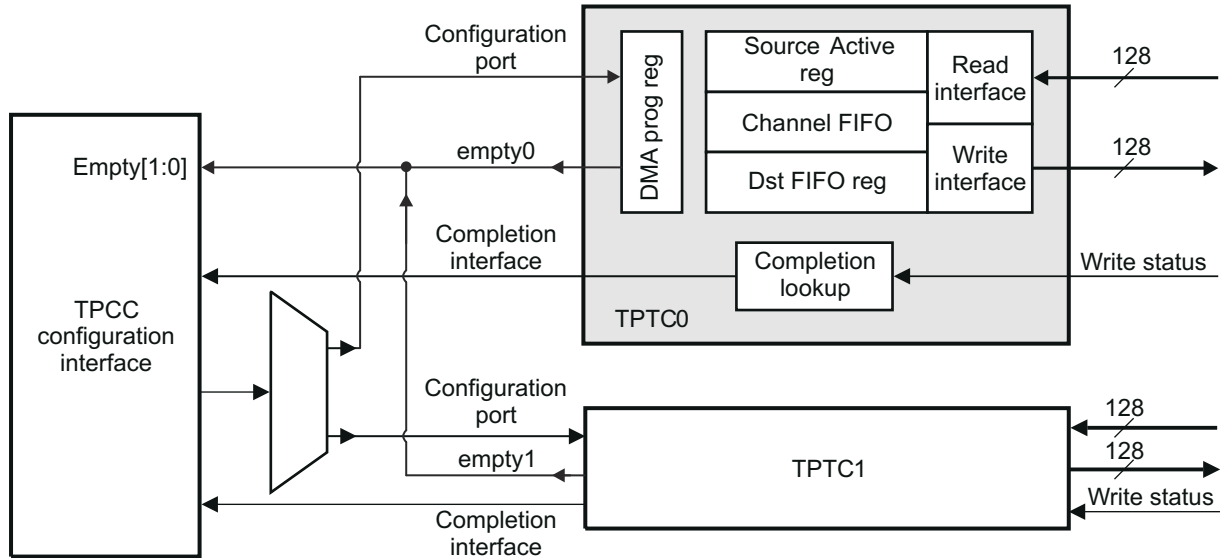 Configuration
port
DMA prog reg
Source Active
reg
Channel FIFO
Dst FIFO reg
Read
interface
Write
interface
128
128
Empty[1:0]
empty0
Completion
interface
Completion
lookup
Write status
TPTC0
TPCC
configuration
interface
Configuration
port
empty1
Completion
interface
TPTC1
128
128
Write status